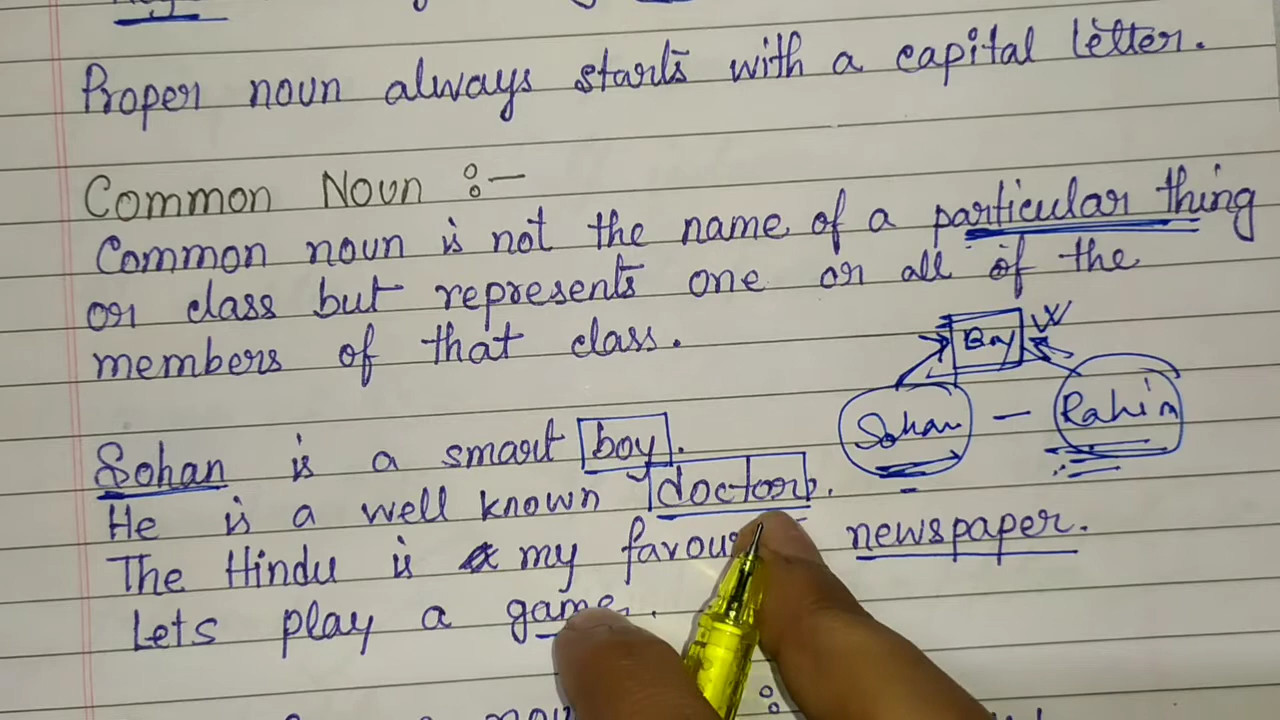 Proper noun always starts with a capital letter.
Common Noun :-
Common noun is not the name of a particular thing
or class but represents one or all of the
members of that class.
Boy
Sohan - Rahim
Sohan is a smart boy.
He is a well known doctor.
The Hindu is my newspaper.
Lets play a game.